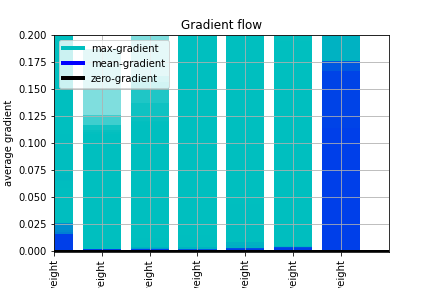 Gradient flow
max-gradient
mean-gradient
zero-gradient
average gradient
0.200
0.175
0.150
0.125
0.100
0.075
0.050
0.025
0.000
eight
eight
eight
eight
eight
eight
eight